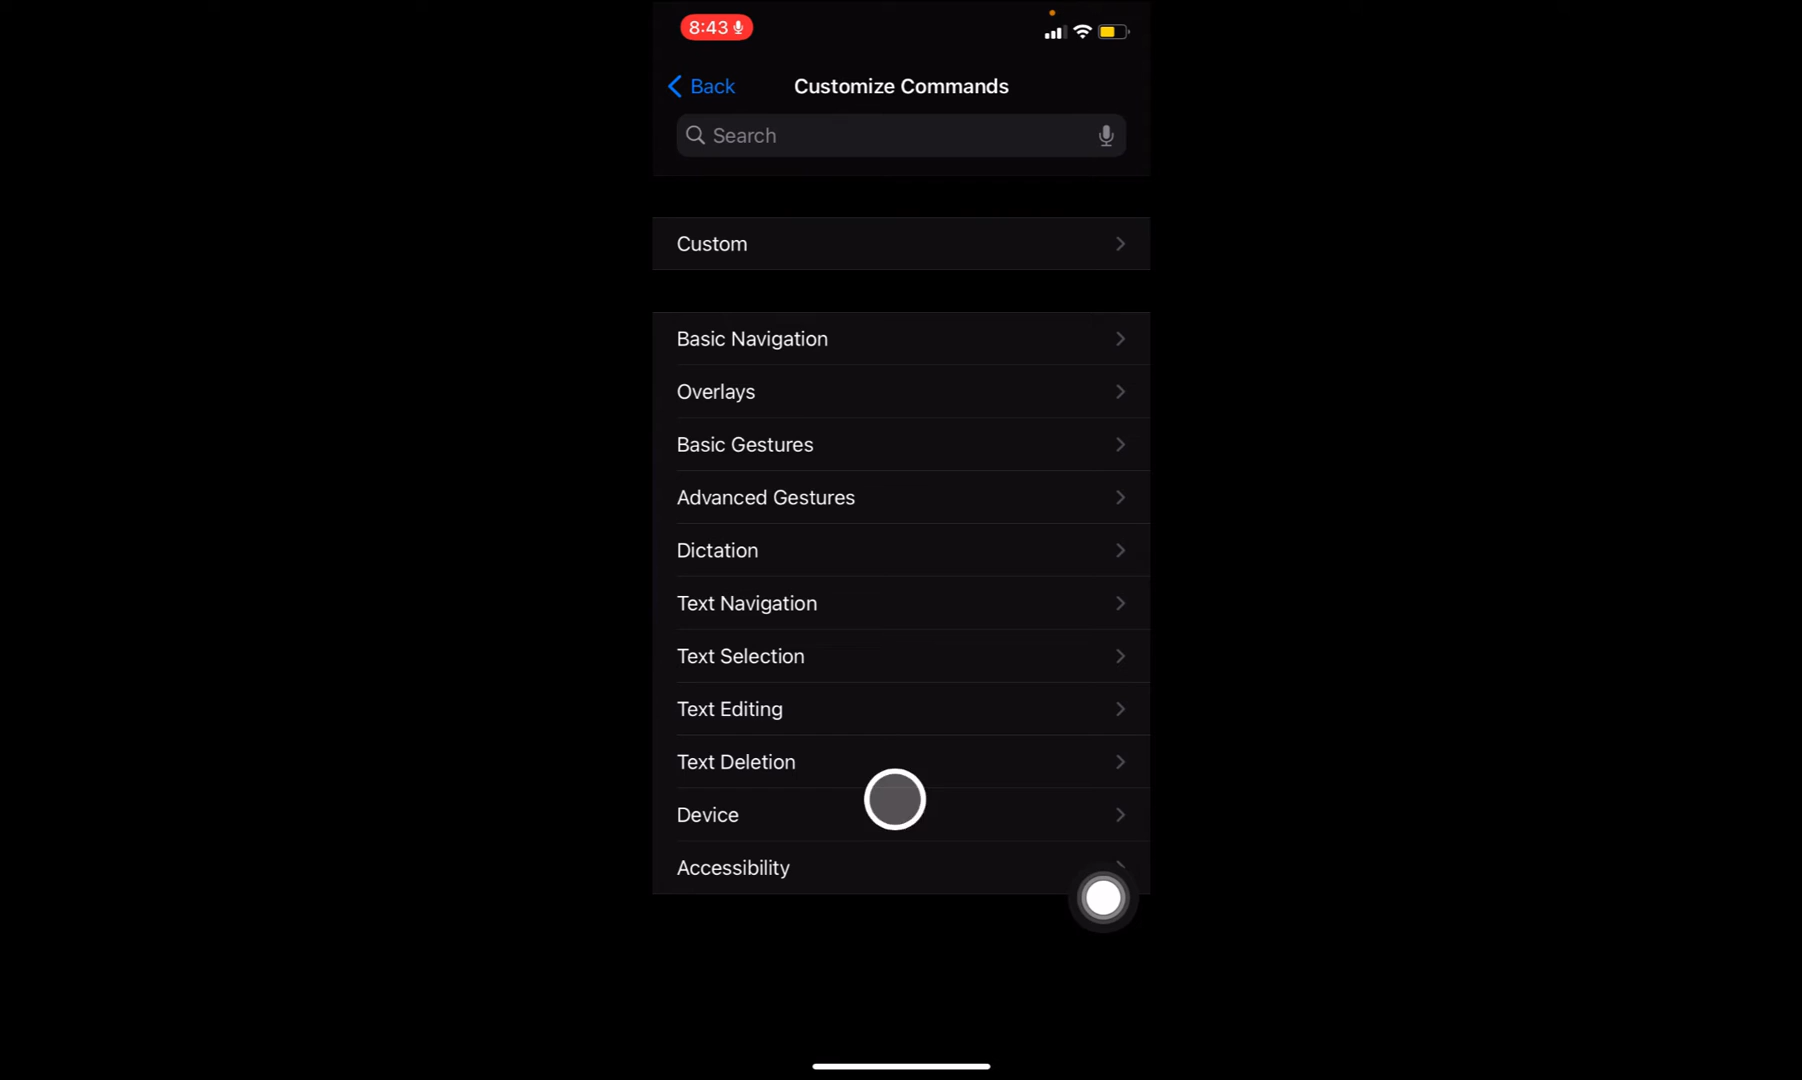 8:43
Back
Customize Commands
Search
Custom
Basic Navigation
Overlays
Basic Gestures
Advanced Gestures
Dictation
Text Navigation
Text Selection
Text Editing
Text Deletion
Device
Accessibility